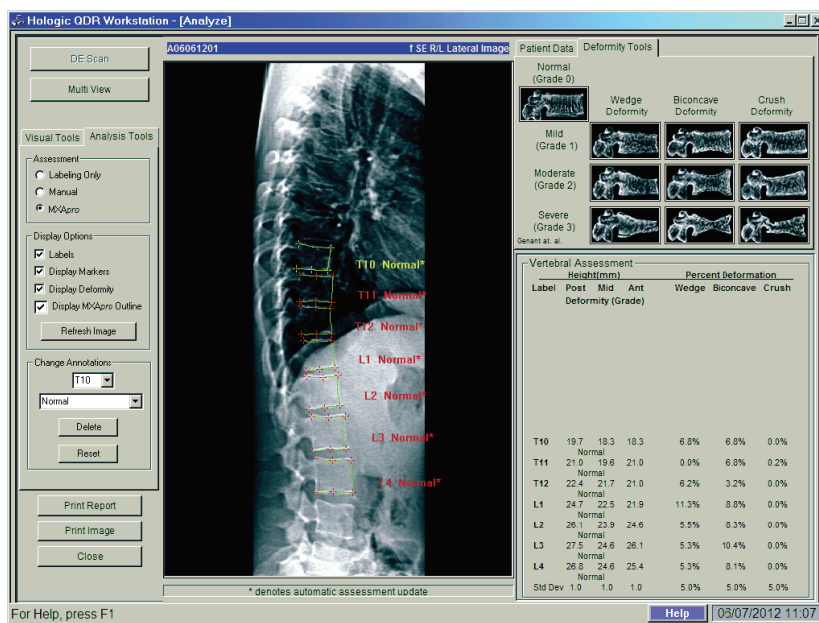 Hologic QDR Workstation - [Analyze]
DE Scan
Multi View
Visual Tools Analysis Tools
Assessment
Labeling Only
Manual
MXApro
Display Options
Labels
Display Markers
Display Deformity
Display MXApro Outline
Refresh Image
Change Annotations
T10
Normal
Delete
Reset
Print Report
Print Image
Close
A06061201 f SE R/L Lateral Image
T10 Normal*
T11 Normal*
T12 Normal*
L1 Normal*
L2 Normal*
L3 Normal*
L4 Normal*
* denotes automatic assessment update
Patient Data Deformity Tools
Normal
(Grade 0)
Wedge Deformity
Biconcave Deformity
Crush Deformity
Mild
(Grade 1)
Moderate
(Grade 2)
Severe
(Grade 3)
Genant at. al.
Vertebral Assessment
Height(mm) Percent Deformation
Label Post Mid Ant Wedge Biconcave Crush
Deformity (Grade)
T10 19.7 18.3 18.3 6.8% 6.8% 0.0%
Normal
T11 21.0 19.6 21.0 0.0% 6.8% 0.2%
Normal
T12 22.4 21.7 21.0 6.2% 3.2% 0.0%
Normal
L1 24.7 22.5 21.9 11.3% 8.8% 0.0%
Normal
L2 26.1 23.9 24.6 5.5% 8.3% 0.0%
Normal
L3 27.5 24.6 26.1 5.3% 10.4% 0.0%
Normal
L4 26.8 24.6 25.4 5.3% 8.1% 0.0%
Normal
Std Dev 1.0 1.0 1.0 5.0% 5.0% 5.0%
For Help, press F1
Help
06/07/2012 11:07